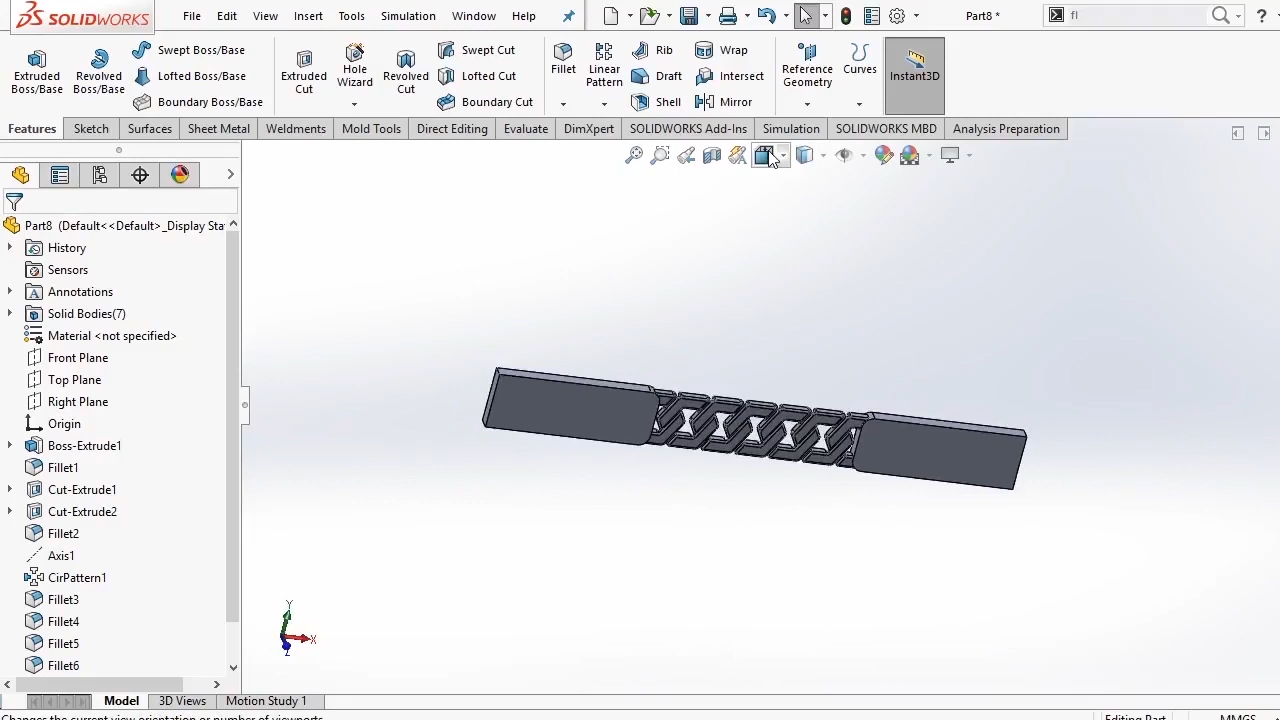 SOLIDWORKS File Edit View Insert Tools Simulation Window Help Part8 * fl ?
Extruded Boss/Base
Revolved Boss/Base
Swept Boss/Base
Lofted Boss/Base
Boundary Boss/Base
Extruded Cut
Hole Wizard
Revolved Cut
Swept Cut
Lofted Cut
Boundary Cut
Fillet
Linear Pattern
Rib
Draft
Shell
Wrap
Intersect
Mirror
Reference Geometry
Curves
Instant3D
Features Sketch Surfaces Sheet Metal Weldments Mold Tools Direct Editing Evaluate DimXpert SOLIDWORKS Add-Ins Simulation SOLIDWORKS MBD Analysis Preparation
Part8 (Default<<Default>_Display Sta
History
Sensors
Annotations
Solid Bodies(7)
Material <not specified>
Front Plane
Top Plane
Right Plane
Origin
Boss-Extrude1
Fillet1
Cut-Extrude1
Cut-Extrude2
Fillet2
Axis1
CirPattern1
Fillet3
Fillet4
Fillet5
Fillet6
Y
X
Z
Model 3D Views Motion Study 1
Changes the current view orientation or number of viewports. Editing Part MMGS